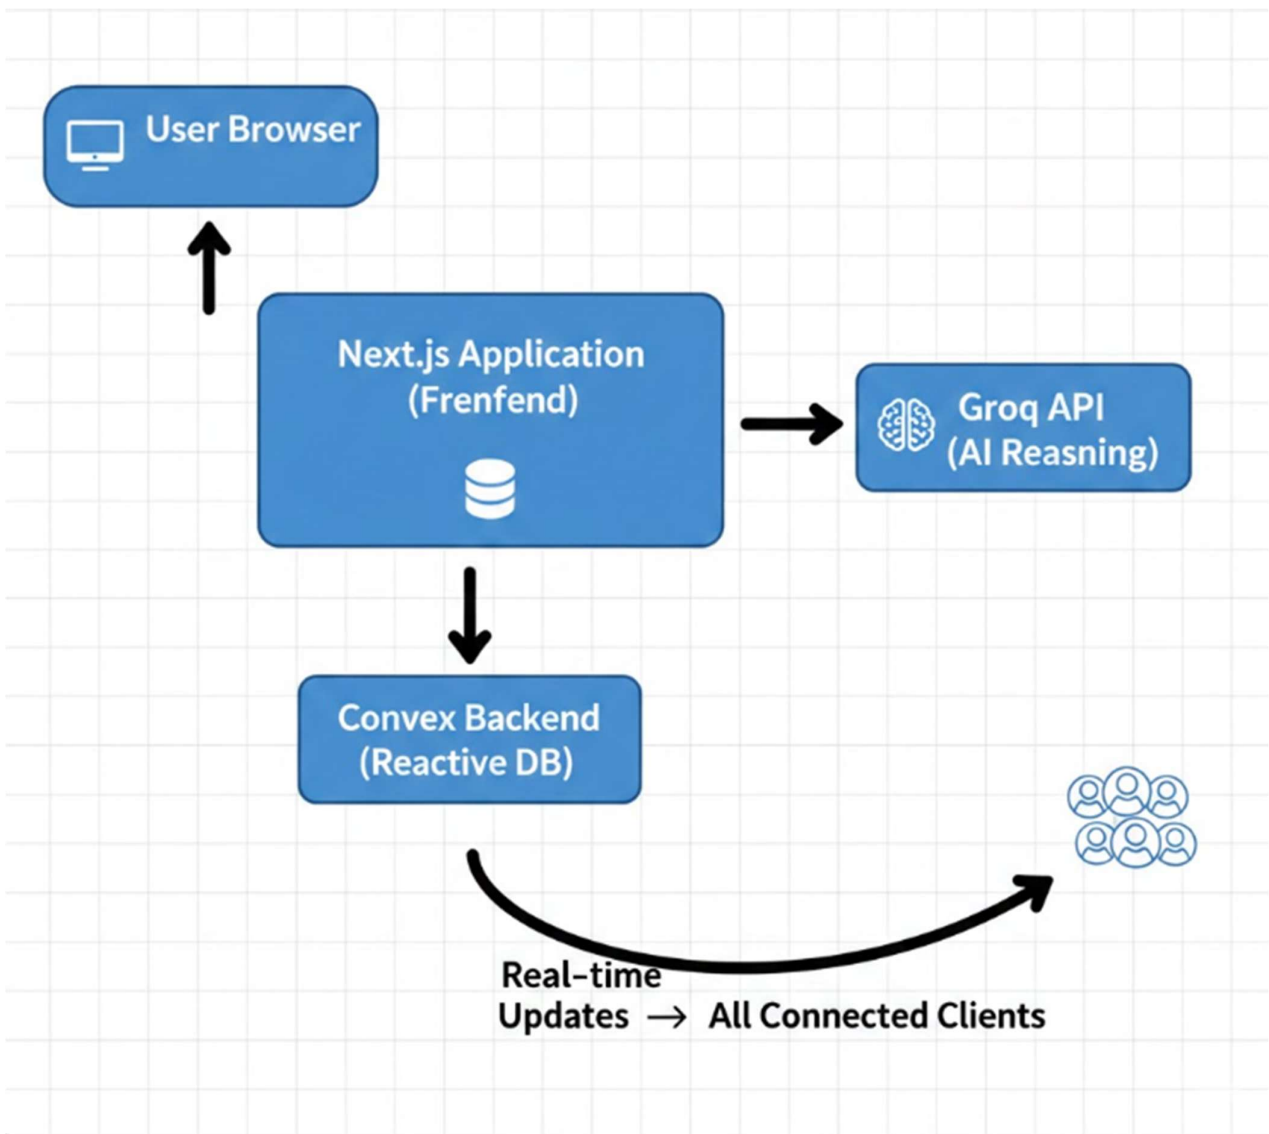 User Browser
Next.js Application
(Frenfend)
Groq API
(AI Reasning)
Convex Backend
(Reactive DB)
Real-time
Updates → All Connected Clients